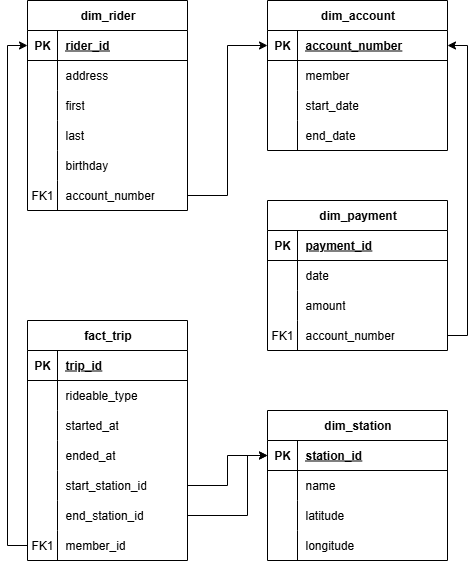 dim_rider
PK rider_id
address
first
last
birthday
FK1 account_number
dim_account
PK account_number
member
start_date
end_date
dim_payment
PK payment_id
date
amount
FK1 account_number
fact_trip
PK trip_id
rideable_type
started_at
ended_at
start_station_id
end_station_id
FK1 member_id
dim_station
PK station_id
name
latitude
longitude